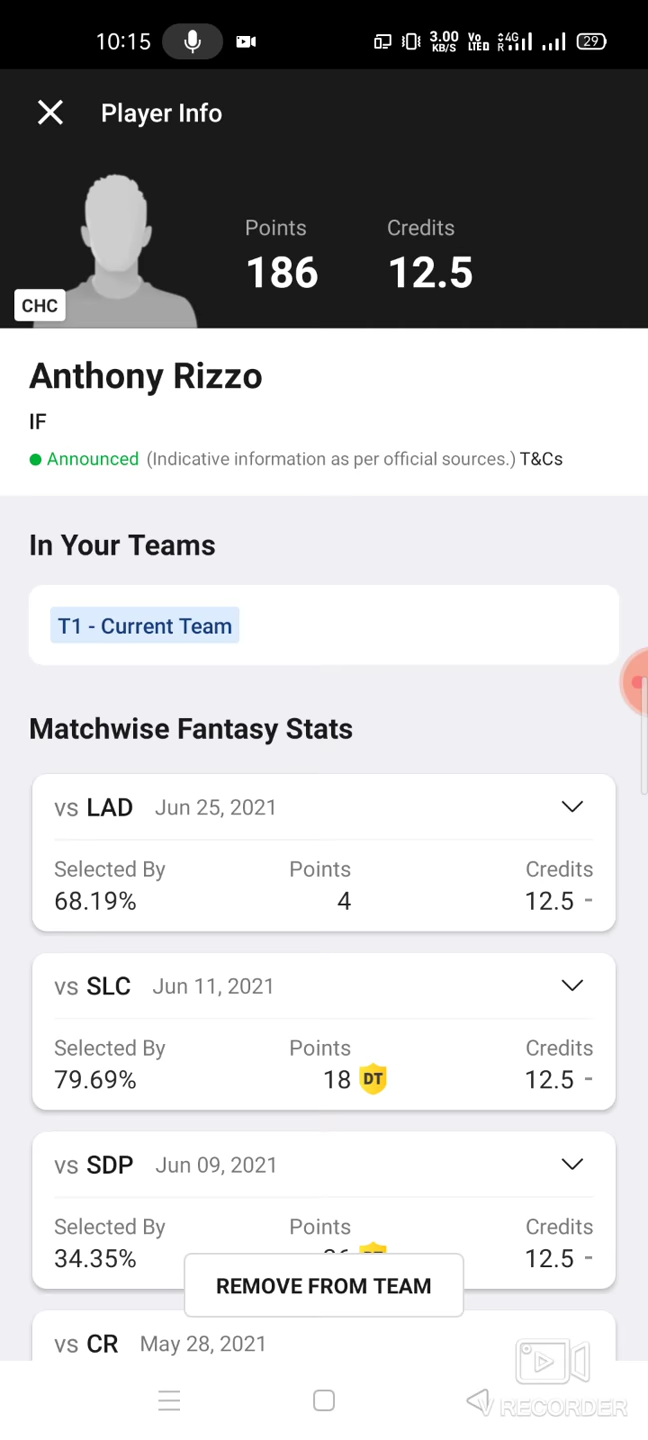 10:15 3.00 KB/S Vo LTED 4G R 29
Player Info
Points Credits
186 12.5
CHC
Anthony Rizzo
IF
Announced (Indicative information as per official sources.) T&Cs
In Your Teams
T1 - Current Team
Matchwise Fantasy Stats
vs LAD Jun 25, 2021
Selected By Points Credits
68.19% 4 12.5 -
vs SLC Jun 11, 2021
Selected By Points Credits
79.69% 18 DT 12.5 -
vs SDP Jun 09, 2021
Selected By Points Credits
34.35% 12.5 -
REMOVE FROM TEAM
vs CR May 28, 2021
V RECORDER